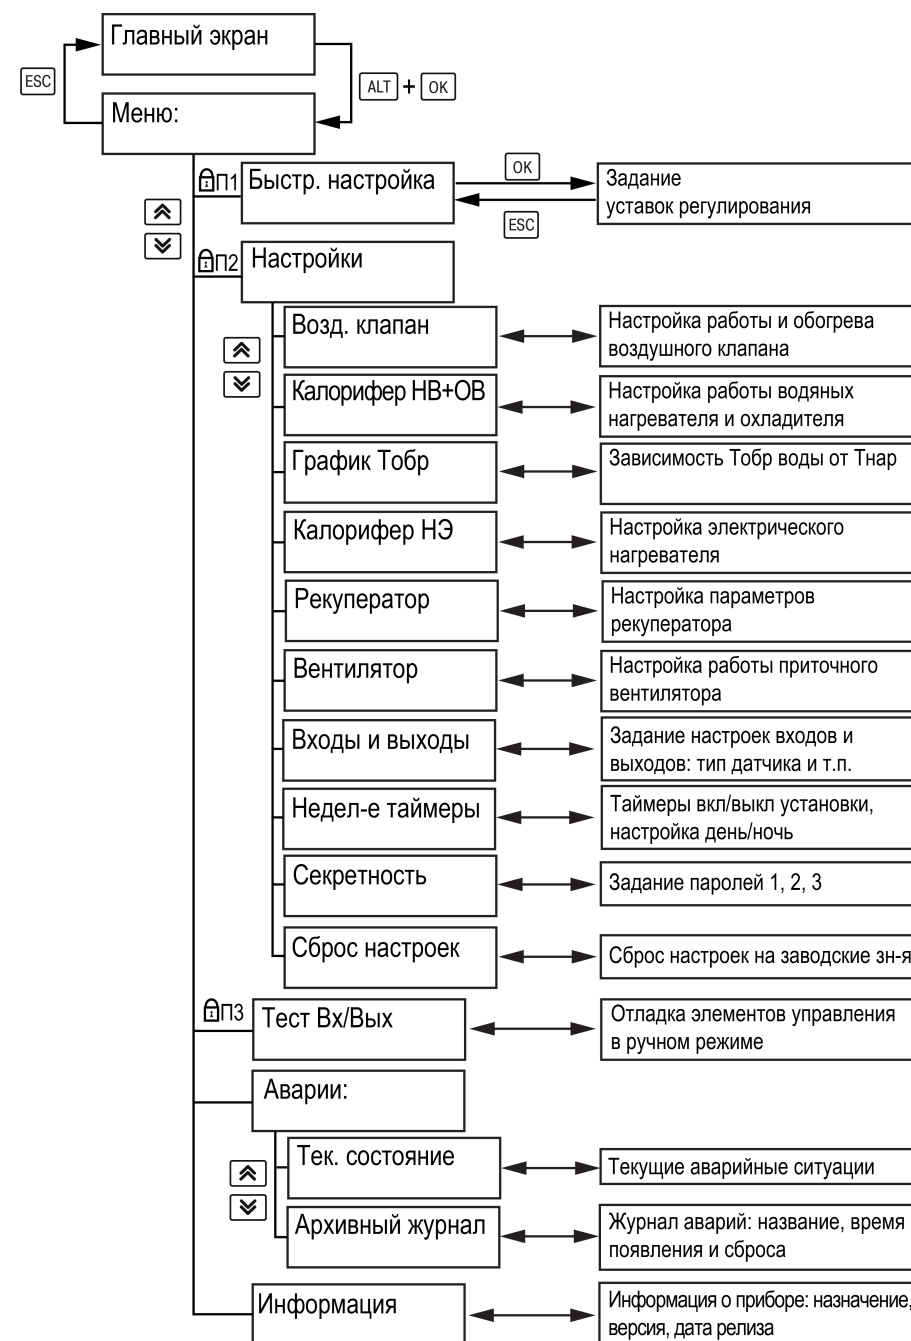 Главный экран
ESC
ALT + OK
Меню:
П1 Быстр. настройка
OK
ESC
Задание
уставок регулирования
П2 Настройки
Возд. клапан
Настройка работы и обогрева
воздушного клапана
Калорифер НВ+ОВ
Настройка работы водяных
нагревателя и охладителя
График Тобр
Зависимость Тобр воды от Тнар
Калорифер НЭ
Настройка электрического
нагревателя
Рекуператор
Настройка параметров
рекуператора
Вентилятор
Настройка работы приточного
вентилятора
Входы и выходы
Задание настроек входов и
выходов: тип датчика и т.п.
Недел-е таймеры
Таймеры вкл/выкл установки,
настройка день/ночь
Секретность
Задание паролей 1, 2, 3
Сброс настроек
Сброс настроек на заводские зн-я
П3 Тест Вх/Вых
Отладка элементов управления
в ручном режиме
Аварии:
Тек. состояние
Текущие аварийные ситуации
Архивный журнал
Журнал аварий: название, время
появления и сброса
Информация
Информация о приборе: назначение,
версия, дата релиза